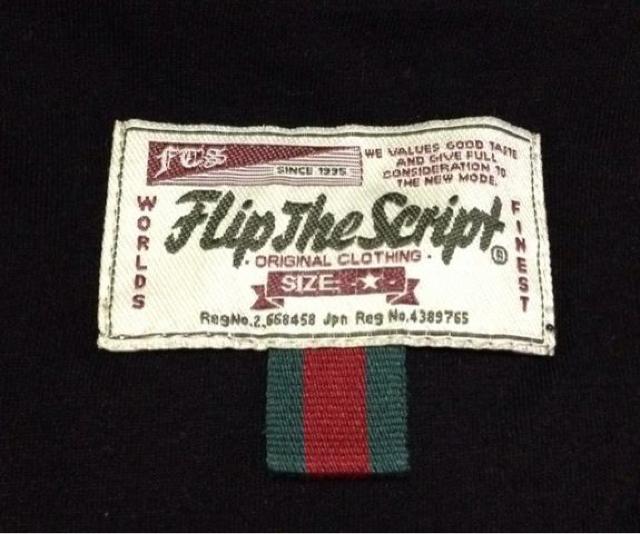 FTS
SINCE 1995
WE VALUES GOOD TASTE
AND GIVE FULL
CONSIDERATION TO
THE NEW MODE.
WORLDS
Flip The Script®
FINEST
· ORIGINAL CLOTHING ·
SIZE ·★·
RegNo.2,668458 Jpn Reg No.4389765